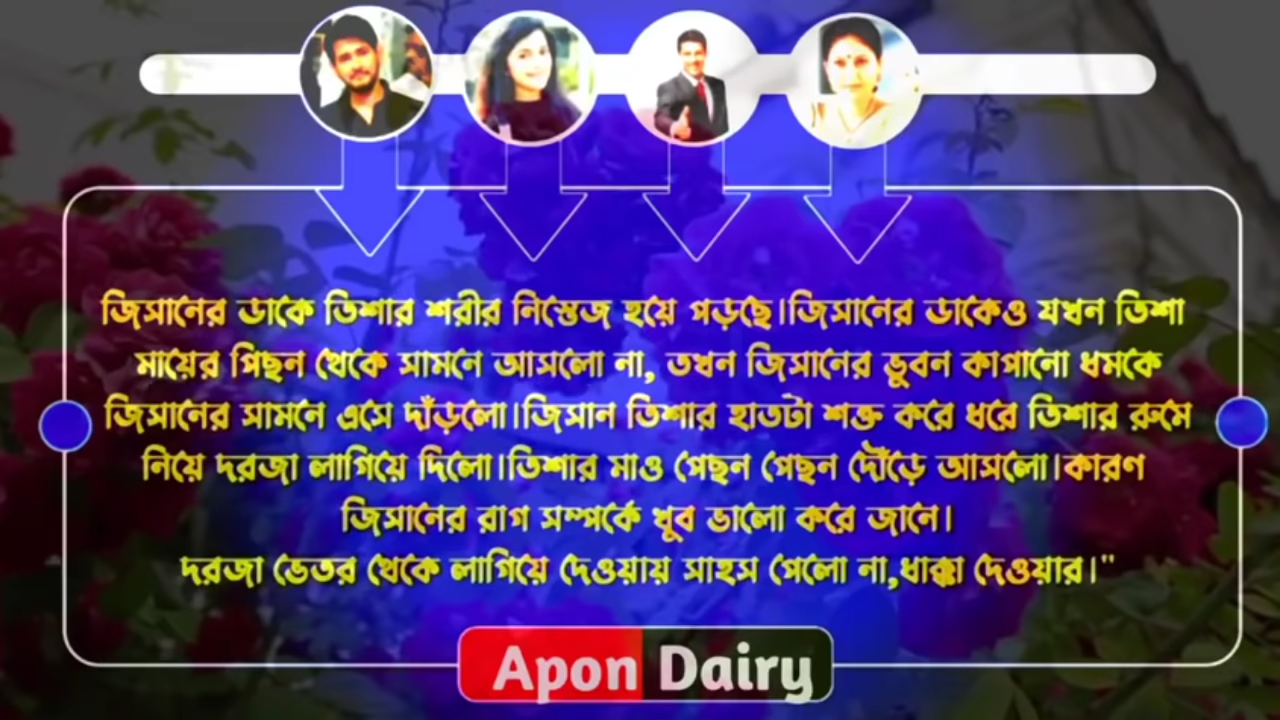 জিসানের ডাকে তিশার শরীর নিস্তেজ হয়ে পড়ছে।জিসানের ডাকেও যখন তিশা
মায়ের পিছন থেকে সামনে আসলো না, তখন জিসানের ভুবন কাপানো ধমকে
জিসানের সামনে এসে দাঁড়লো।জিসান তিশার হাতটা শক্ত করে ধরে তিশার রুমে
নিয়ে দরজা লাগিয়ে দিলো।তিশার মাও পেছন পেছন দৌঁড়ে আসলো।কারণ
জিসানের রাগ সম্পর্কে খুব ভালো করে জানে।
দরজা ভেতর থেকে লাগিয়ে দেওয়ায় সাহস পেলো না,ধাক্কা দেওয়ার।"
Apon Dairy